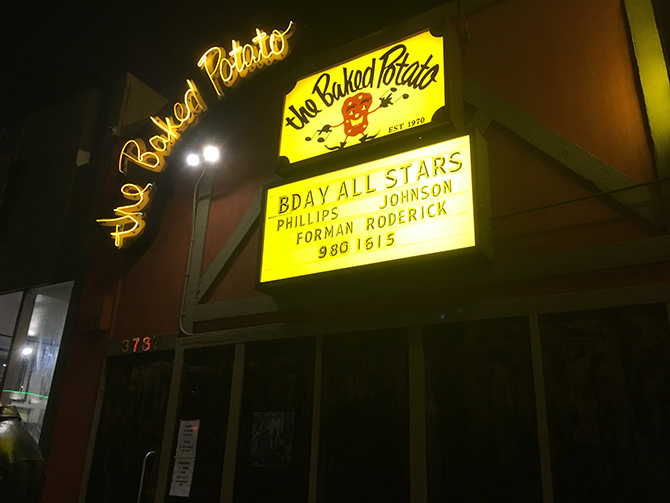 the Baked Potato
the Baked Potato
EST 1970
BDAY ALL STARS
PHILLIPS JOHNSON
FORMAN RODERICK
980 1615
3787